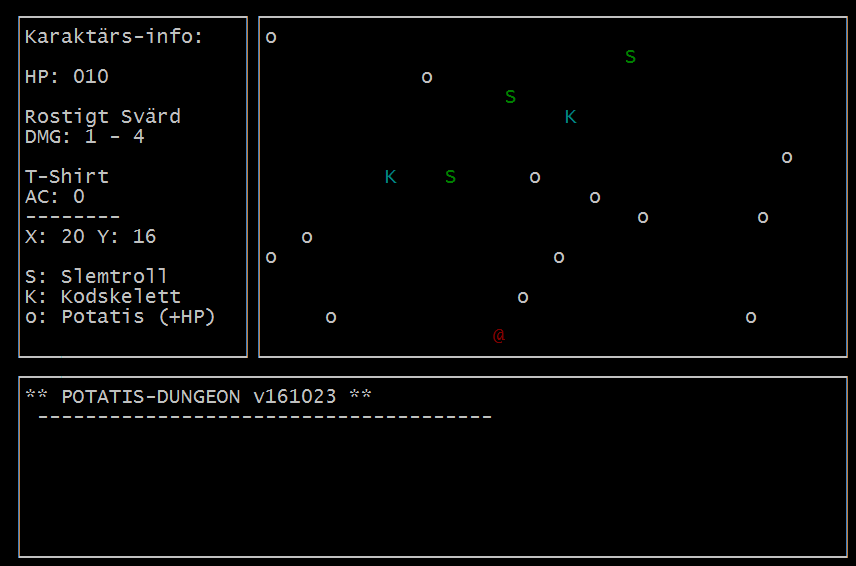 Karaktärs-info:
HP: 010
Rostigt Svärd
DMG: 1 - 4
T-Shirt
AC: 0
--------
X: 20 Y: 16
S: Slemtroll
K: Kodskelett
o: Potatis (+HP)
o
S
o
S
K
o
K S o
o
o o
o
o o
o
o o
@
** POTATIS-DUNGEON v161023 **
--------------------------------------